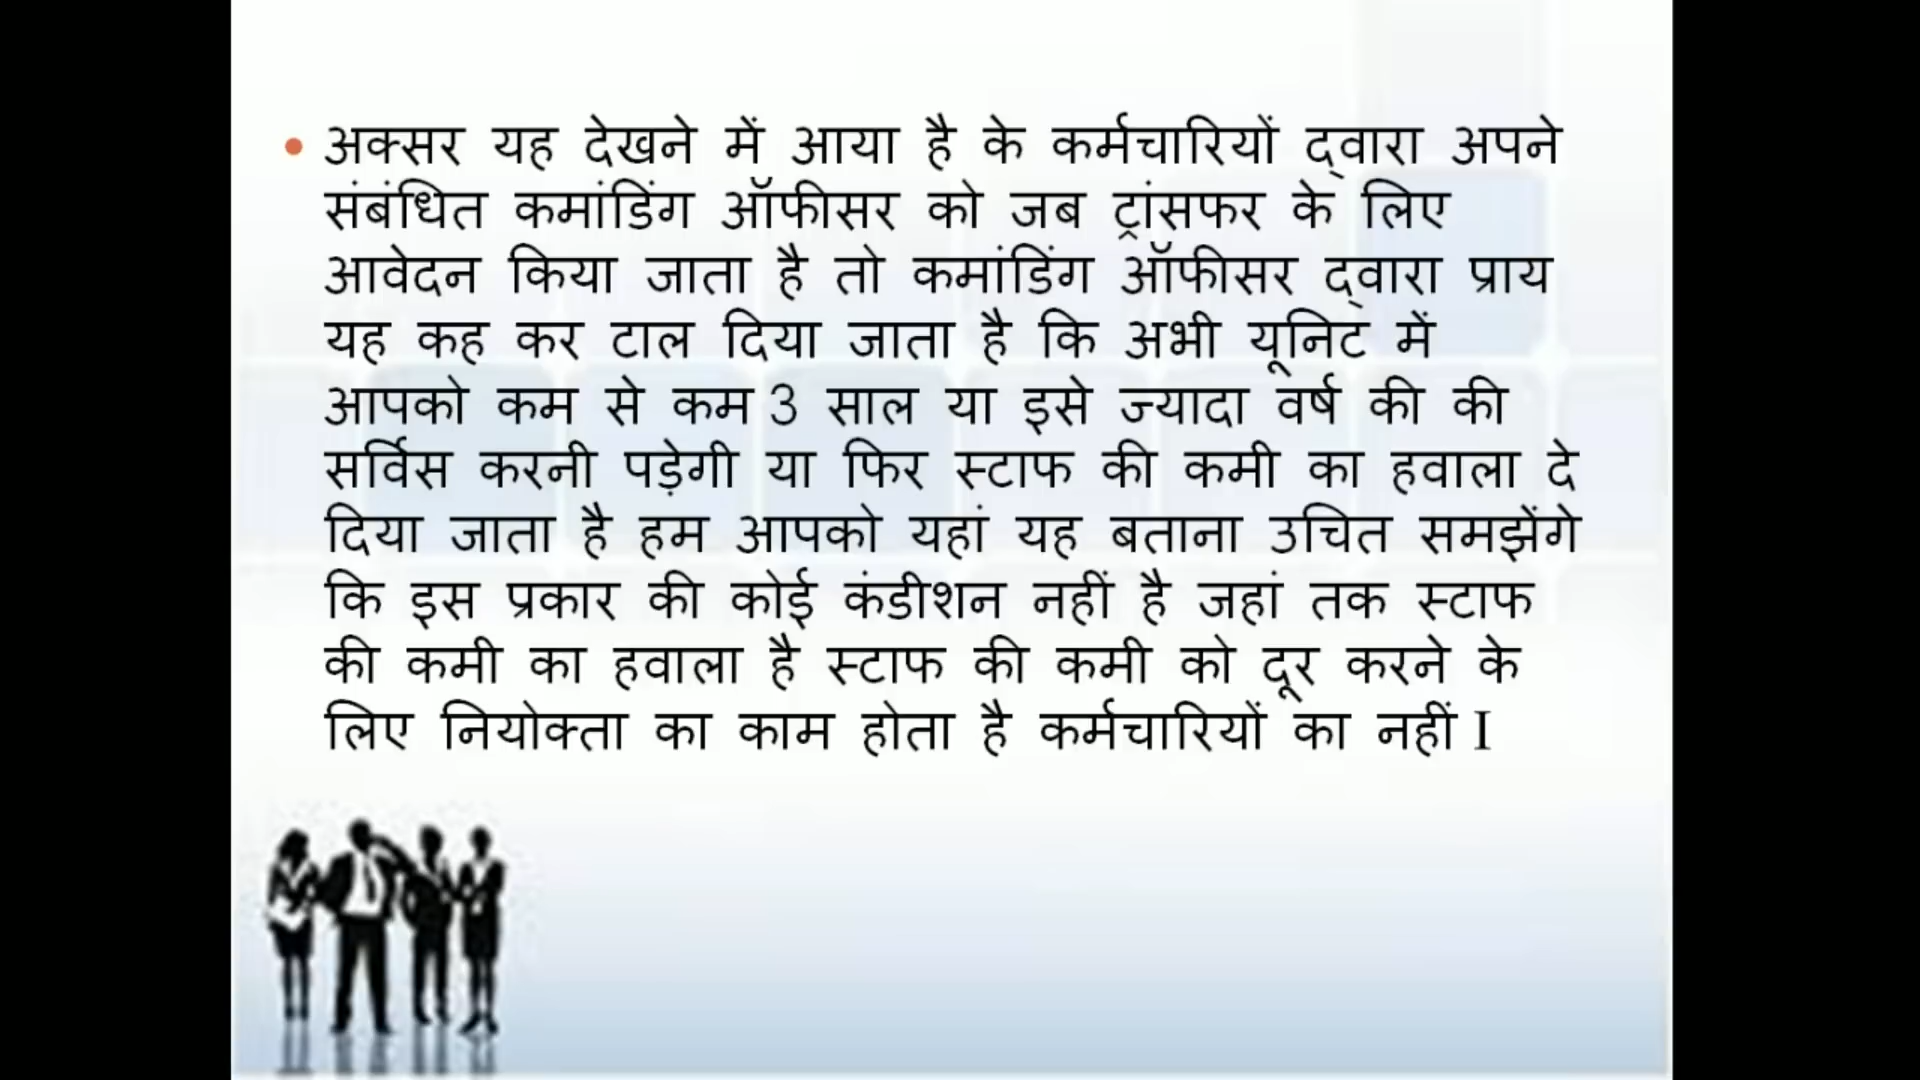 • अक्सर यह देखने में आया है के कर्मचारियों द्वारा अपने
संबंधित कमांडिंग ऑफीसर को जब ट्रांसफर के लिए
आवेदन किया जाता है तो कमांडिंग ऑफीसर द्वारा प्राय
यह कह कर टाल दिया जाता है कि अभी यूनिट में
आपको कम से कम 3 साल या इसे ज्यादा वर्ष की की
सर्विस करनी पड़ेगी या फिर स्टाफ की कमी का हवाला दे
दिया जाता है हम आपको यहां यह बताना उचित समझेंगे
कि इस प्रकार की कोई कंडीशन नहीं है जहां तक स्टाफ
की कमी का हवाला है स्टाफ की कमी को दूर करने के
लिए नियोक्ता का काम होता है कर्मचारियों का नहीं I